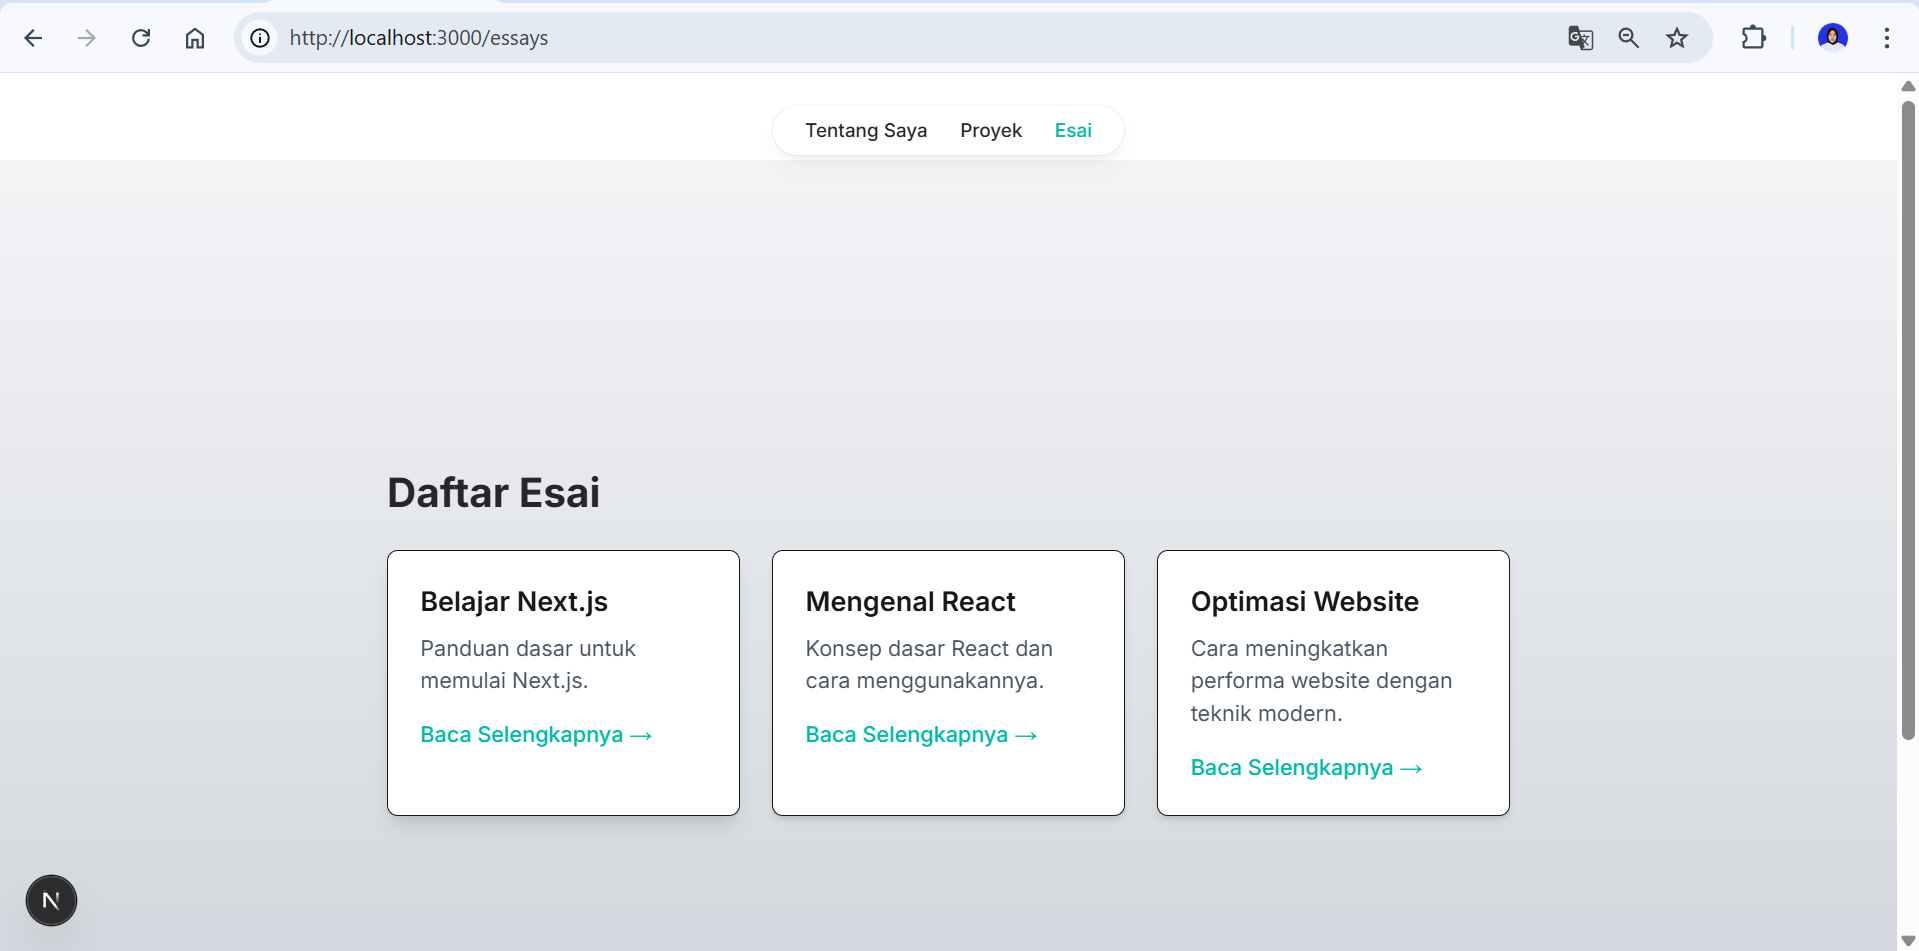 http://localhost:3000/essays
Tentang Saya Proyek Esai
Daftar Esai
Belajar Next.js
Panduan dasar untuk
memulai Next.js.
Baca Selengkapnya →
Mengenal React
Konsep dasar React dan
cara menggunakannya.
Baca Selengkapnya →
Optimasi Website
Cara meningkatkan
performa website dengan
teknik modern.
Baca Selengkapnya →
N